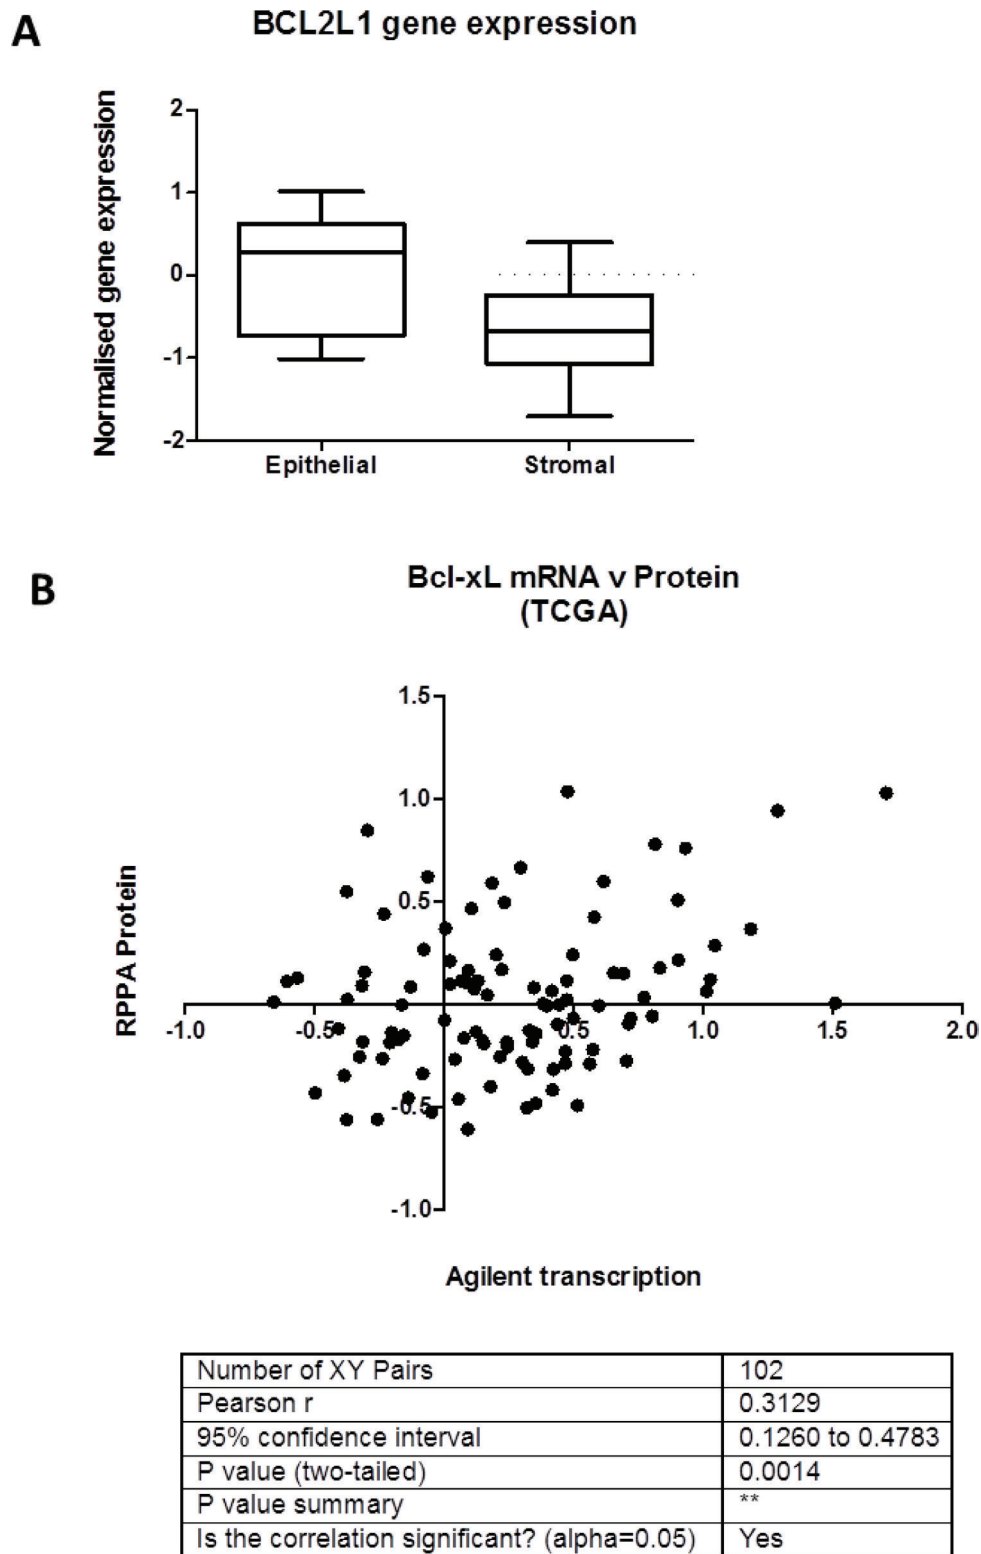 A
BCL2L1 gene expression
Normalised gene expression
2
1
0
-1
-2
Epithelial
Stromal
B
Bcl-xL mRNA v Protein
(TCGA)
RPPA Protein
1.5
1.0
0.5
-1.0
-0.5
0.5
1.0
1.5
2.0
-0.5
-1.0
Agilent transcription
Number of XY Pairs 102
Pearson r 0.3129
95% confidence interval 0.1260 to 0.4783
P value (two-tailed) 0.0014
P value summary **
Is the correlation significant? (alpha=0.05) Yes